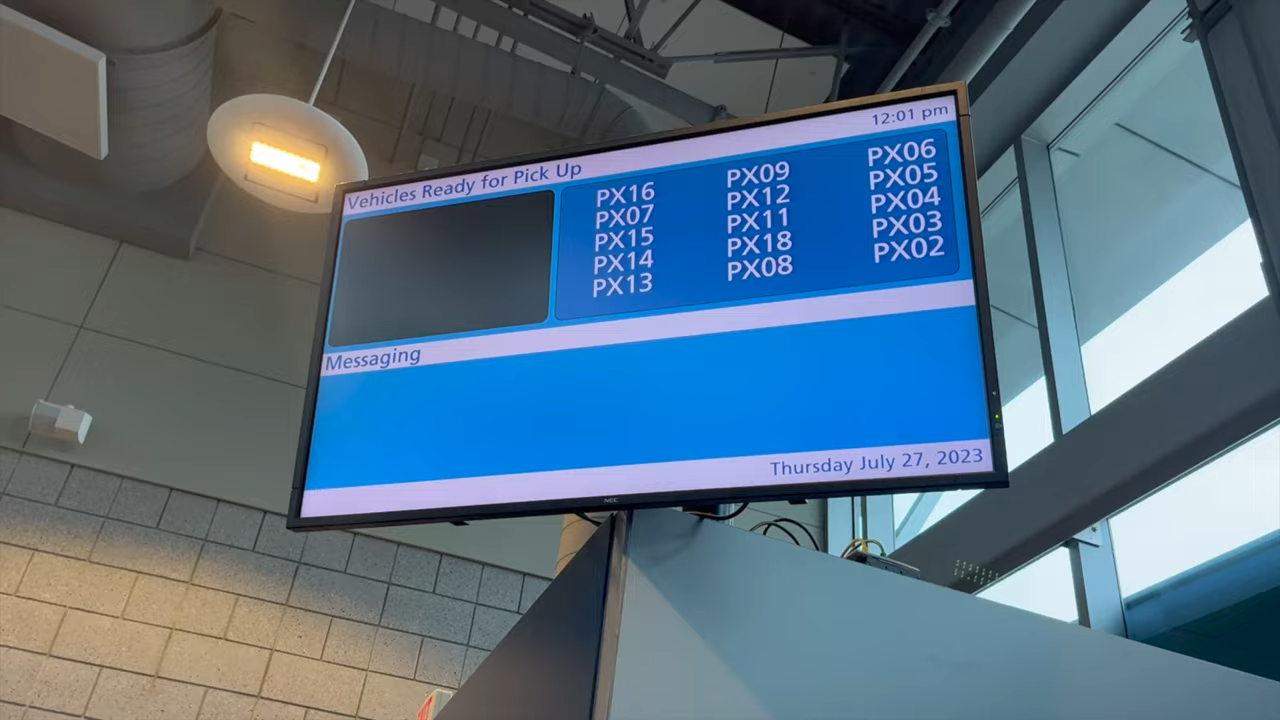 12:01 pm
Vehicles Ready for Pick Up
PX16 PX09 PX06
PX07 PX12 PX05
PX15 PX11 PX04
PX14 PX18 PX03
PX13 PX08 PX02
Messaging
Thursday July 27, 2023
NEC